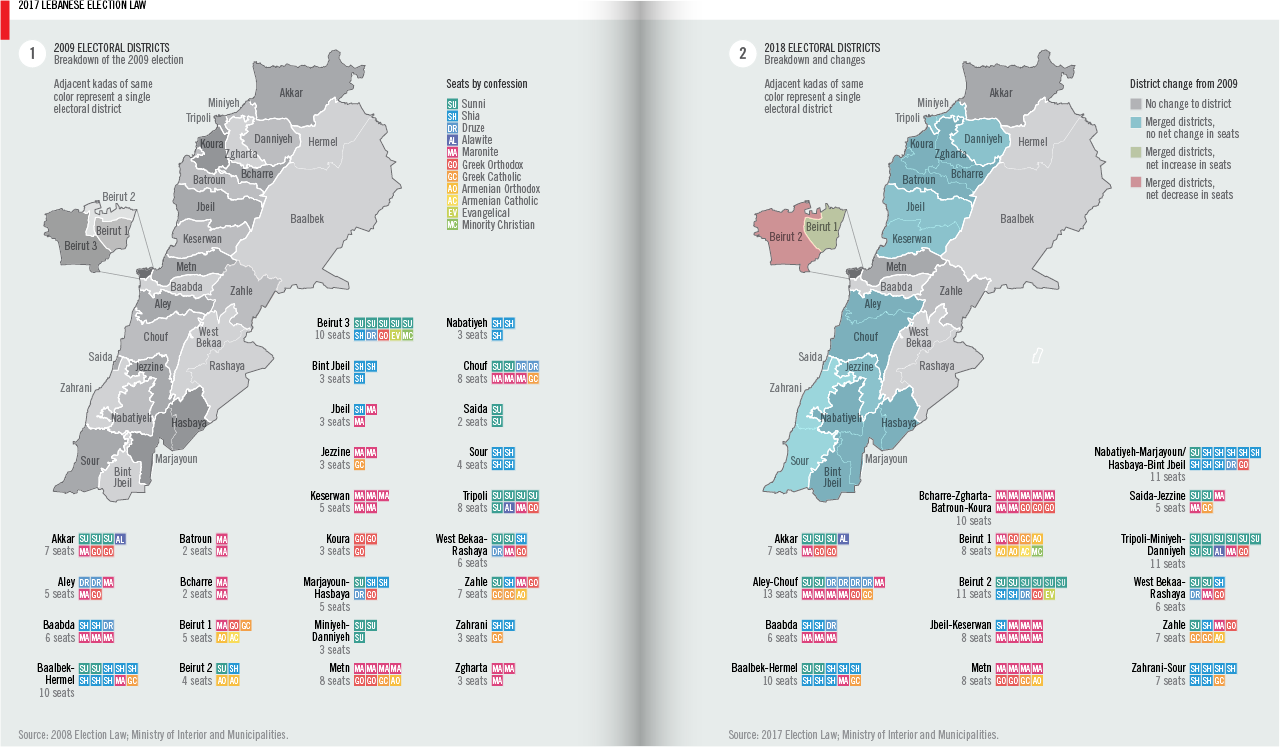 2017 LEBANESE ELECTION LAW
1
2009 ELECTORAL DISTRICTS
Breakdown of the 2009 election
Adjacent kadas of same
color represent a single
electoral district
Seats by confession
SU Sunni
SH Shia
DR Druze
AL Alawite
MA Maronite
GO Greek Orthodox
GC Greek Catholic
AO Armenian Orthodox
AC Armenian Catholic
EV Evangelical
MC Minority Christian
Akkar
Miniyeh
Tripoli
Koura
Zgharta
Danniyeh
Hermel
Batroun
Bcharre
Jbeil
Baalbek
Keserwan
Beirut 2
Beirut 1
Beirut 3
Metn
Baabda
Zahle
Aley
Chouf
West
Bekaa
Saida
Jezzine
Rashaya
Zahrani
Nabatiyeh
Hasbaya
Sour
Bint
Jbeil
Marjayoun
Beirut 3 SU SU SU SU SU
10 seats SH DR GO EV MC
Nabatiyeh SH SH
3 seats SH
Bint Jbeil SH SH
3 seats SH
Chouf SU SU DR DR
8 seats MA MA MA GC
Jbeil SH MA
3 seats MA
Saida SU
2 seats SU
Jezzine MA MA
3 seats GC
Sour SH SH
4 seats SH SH
Keserwan MA MA MA
5 seats MA MA
Tripoli SU SU SU SU
8 seats SU AL MA GO
Akkar SU SU SU AL
7 seats MA GO GO
Batroun MA
2 seats MA
Koura GO GO
3 seats GO
West Bekaa- SU SU SH
Rashaya DR MA GO
6 seats
Aley DR DR MA
5 seats MA GO
Bcharre MA
2 seats MA
Marjayoun- SU SH SH
Hasbaya DR GO
5 seats
Zahle SU SH MA GO
7 seats GC GC AO
Baabda SH SH DR
6 seats MA MA MA
Beirut 1 MA GO GC
5 seats AO AC
Miniyeh- SU SU
Danniyeh SU
3 seats
Zahrani SH SH
3 seats GC
Baalbek- SU SU SH SH SH
Hermel SH SH SH MA GC
10 seats
Beirut 2 SU SH
4 seats AO AO
Metn MA MA MA MA
8 seats GO GO GC AO
Zgharta MA MA
3 seats MA
Source: 2008 Election Law; Ministry of Interior and Municipalities.
2
2018 ELECTORAL DISTRICTS
Breakdown and changes
Adjacent kadas of same
color represent a single
electoral district
District change from 2009
No change to district
Merged districts,
no net change in seats
Merged districts,
net increase in seats
Merged districts,
net decrease in seats
Akkar
Miniyeh
Tripoli
Koura
Zgharta
Danniyeh
Hermel
Batroun
Bcharre
Jbeil
Baalbek
Keserwan
Beirut 1
Beirut 2
Metn
Baabda
Zahle
Aley
Chouf
West
Bekaa
Saida
Jezzine
Rashaya
Zahrani
Nabatiyeh
Hasbaya
Sour
Bint
Jbeil
Marjayoun
Nabatiyeh-Marjayoun/ SU SH SH SH SH SH
Hasbaya-Bint Jbeil SH SH SH DR GO
11 seats
Bcharre-Zgharta- MA MA MA MA MA
Batroun-Koura MA MA GO GO GO
10 seats
Saida-Jezzine SU SU MA
5 seats MA GC
Akkar SU SU SU AL
7 seats MA GO GO
Beirut 1 MA GO GC AO
8 seats AO AO AC MC
Tripoli-Miniyeh- SU SU SU SU SU SU
Danniyeh SU SU AL MA GO
11 seats
Aley-Chouf SU SU DR DR DR DR MA
13 seats MA MA MA MA GO GC
Beirut 2 SU SU SU SU SU SU
11 seats SH SH DR GO EV
West Bekaa- SU SU SH
Rashaya DR MA GO
6 seats
Baabda SH SH DR
6 seats MA MA MA
Jbeil-Keserwan SH MA MA MA
8 seats MA MA MA MA
Zahle SU SH MA GO
7 seats GC GC AO
Baalbek-Hermel SU SU SH SH SH
10 seats SH SH SH MA GC
Metn MA MA MA MA
8 seats GO GO GC AO
Zahrani-Sour SH SH SH SH
7 seats SH SH GC
Source: 2017 Election Law; Ministry of Interior and Municipalities.